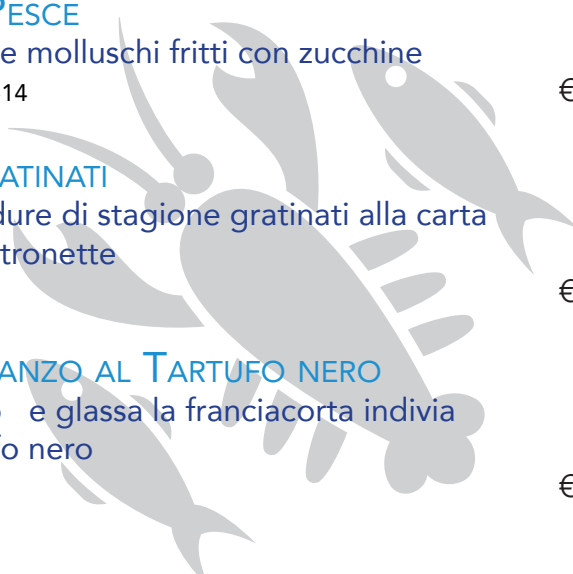 PESCE
e molluschi fritti con zucchine
14
€
ATINATI
dure di stagione gratinati alla carta
tronette
€
ANZO AL TARTUFO NERO
e glassa la franciacorta indivia
o nero
€